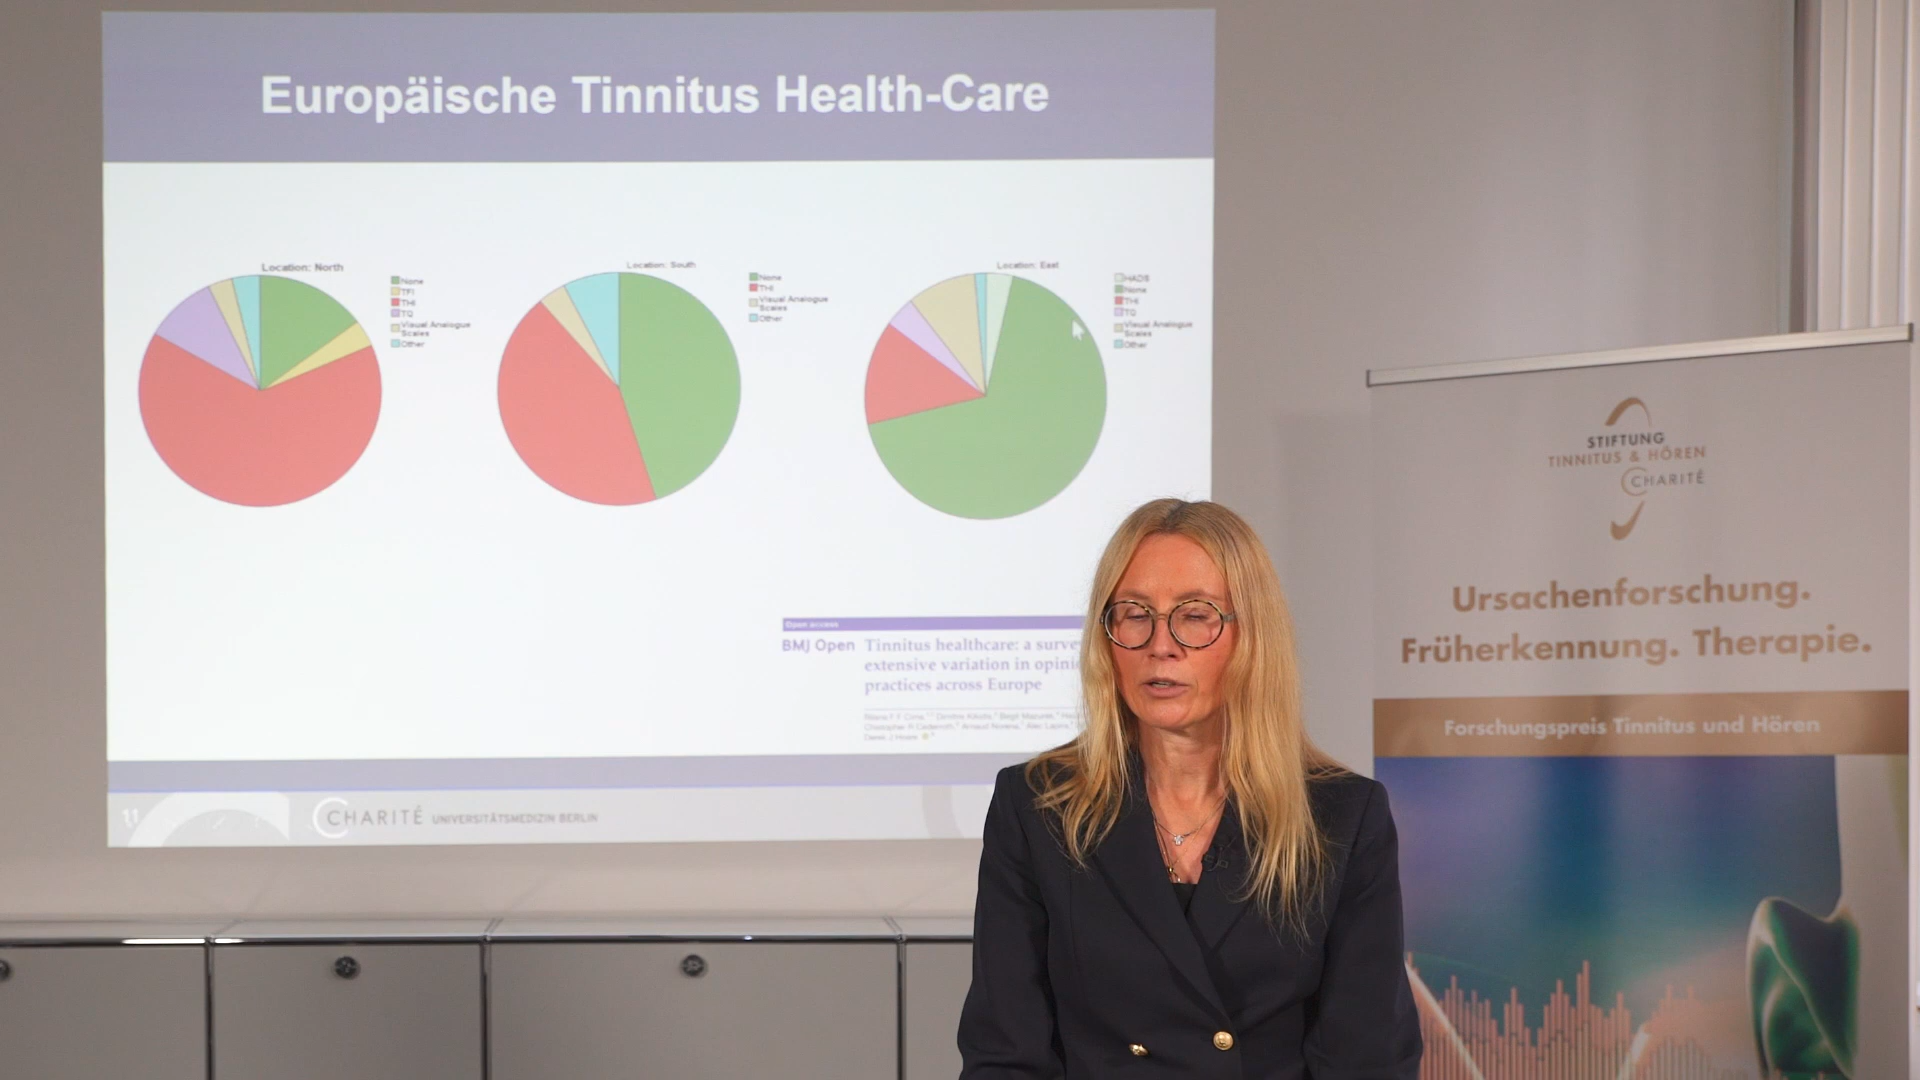 Europäische Tinnitus Health-Care
Location: North
None
TFI
THI
TQ
Visual Analogue
Scales
Other
Location: South
None
THI
Visual Analogue
Scales
Other
Location: East
HADS
None
THI
TQ
Visual Analogue
Scales
Other
Open access
BMJ Open
Tinnitus healthcare: a surve
extensive variation in opini
practices across Europe
Derek J Hoare
11
CHARITÉ UNIVERSITÄTSMEDIZIN BERLIN
STIFTUNG
TINNITUS & HÖREN
CHARITÉ
Ursachenforschung.
Früherkennung. Therapie.
Forschungspreis Tinnitus und Hören